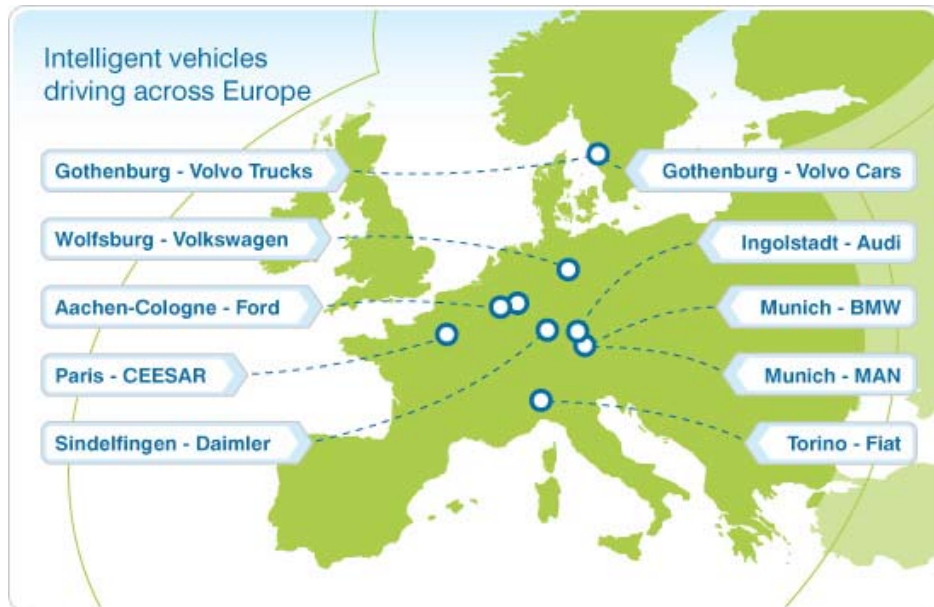 Intelligent vehicles
driving across Europe
Gothenburg - Volvo Trucks
Gothenburg - Volvo Cars
Wolfsburg - Volkswagen
Ingolstadt - Audi
Aachen-Cologne - Ford
Munich - BMW
Paris - CEESAR
Munich - MAN
Sindelfingen - Daimler
Torino - Fiat